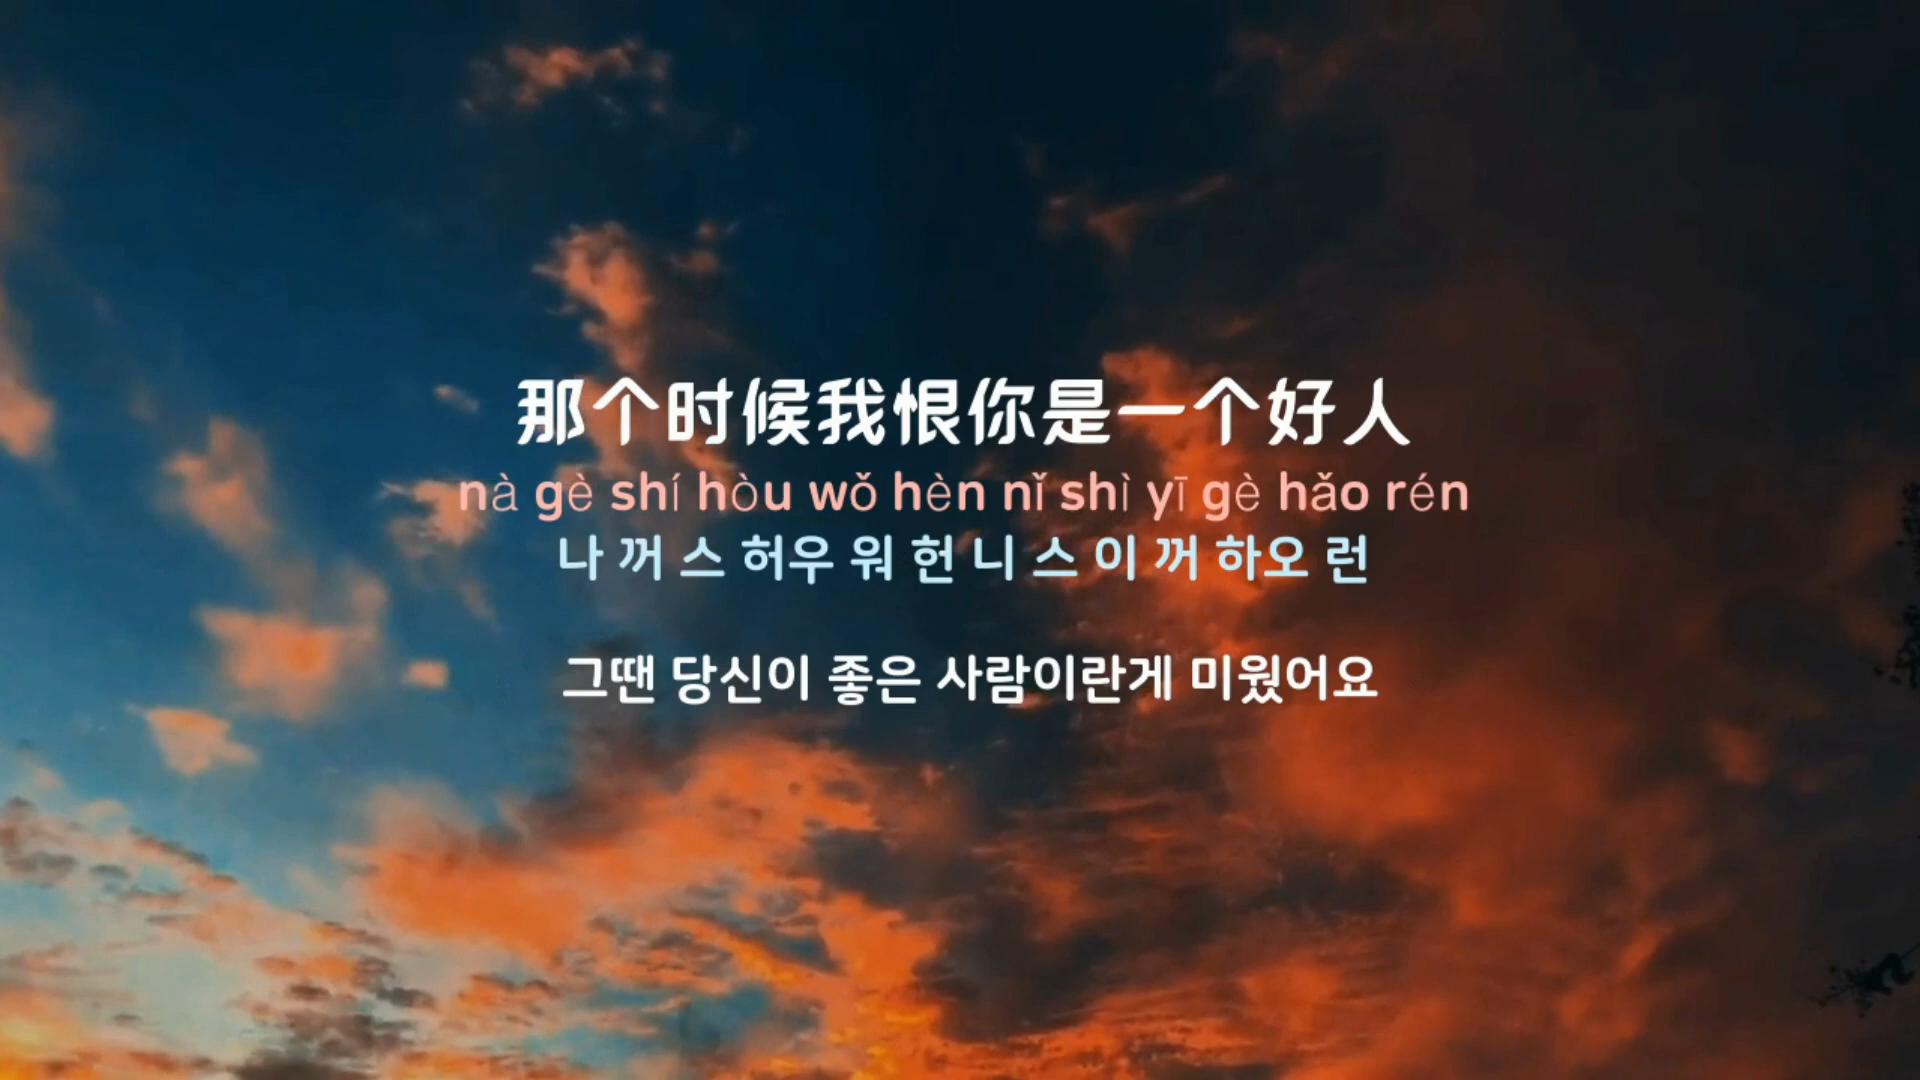 那个时候我恨你是一个好人
nà gè shí hòu wǒ hèn nǐ shì yī gè hǎo rén
나 꺼 스 허우 워 헌 니 스 이 꺼 하오 런
그땐 당신이 좋은 사람이란게 미웠어요